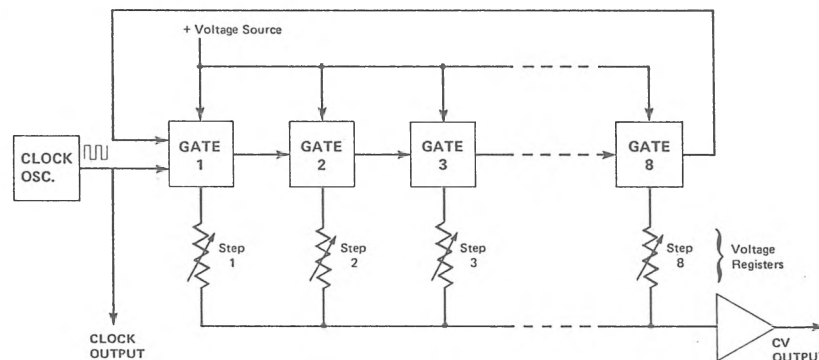 + Voltage Source
CLOCK
OSC.
GATE
1
GATE
2
GATE
3
GATE
8
Step
1
Step
2
Step
3
Step
8
Voltage
Registers
CLOCK
OUTPUT
CV
OUTPUT